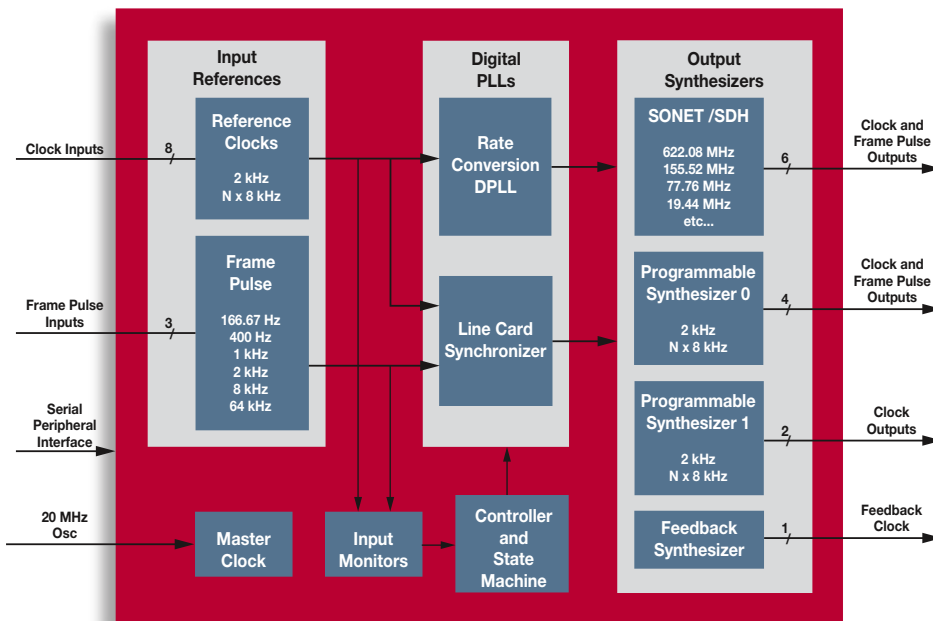 Input
References
Digital
PLLs
Output
Synthesizers
Clock Inputs
8
Reference
Clocks
2 kHz
N x 8 kHz
Rate
Conversion
DPLL
SONET /SDH
622.08 MHz
155.52 MHz
77.76 MHz
19.44 MHz
etc...
6
Clock and
Frame Pulse
Outputs
Frame Pulse
Inputs
3
Frame
Pulse
166.67 Hz
400 Hz
1 kHz
2 kHz
8 kHz
64 kHz
Line Card
Synchronizer
Programmable
Synthesizer 0
2 kHz
N x 8 kHz
4
Clock and
Frame Pulse
Outputs
Serial
Peripheral
Interface
Programmable
Synthesizer 1
2 kHz
N x 8 kHz
2
Clock
Outputs
20 MHz
Osc
Master
Clock
Input
Monitors
Controller
and
State
Machine
Feedback
Synthesizer
1
Feedback
Clock